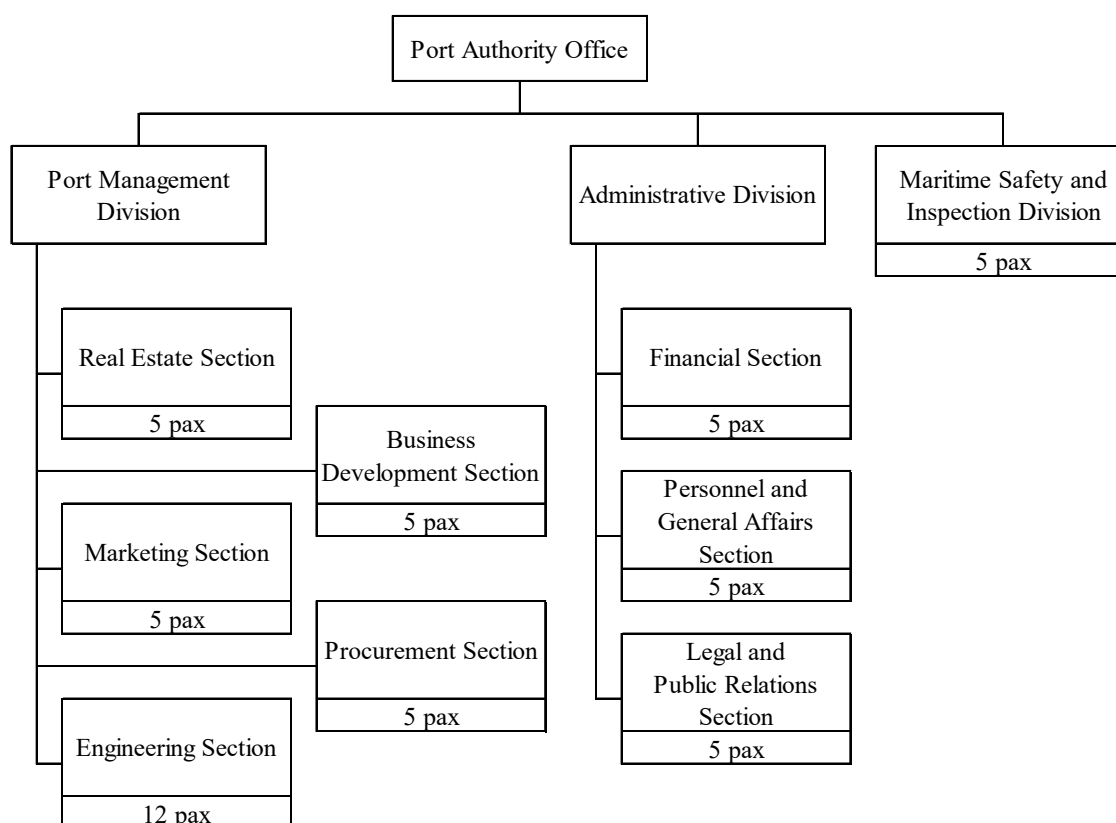 Port Authority Office
Port Management
Division
Administrative Division
Maritime Safety and
Inspection Division
5 pax
Real Estate Section
5 pax
Business
Development Section
5 pax
Marketing Section
5 pax
Procurement Section
5 pax
Engineering Section
12 pax
Financial Section
5 pax
Personnel and
General Affairs
Section
5 pax
Legal and
Public Relations
Section
5 pax